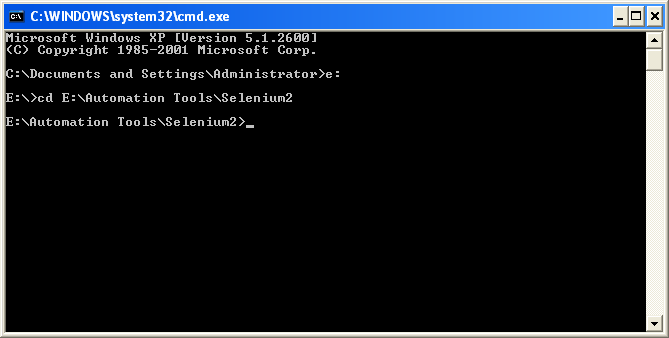 C:\WINDOWS\system32\cmd.exe
Microsoft Windows XP [Version 5.1.2600]
(C) Copyright 1985-2001 Microsoft Corp.
C:\Documents and Settings\Administrator>e:
E:\>cd E:\Automation Tools\Selenium2
E:\Automation Tools\Selenium2>_